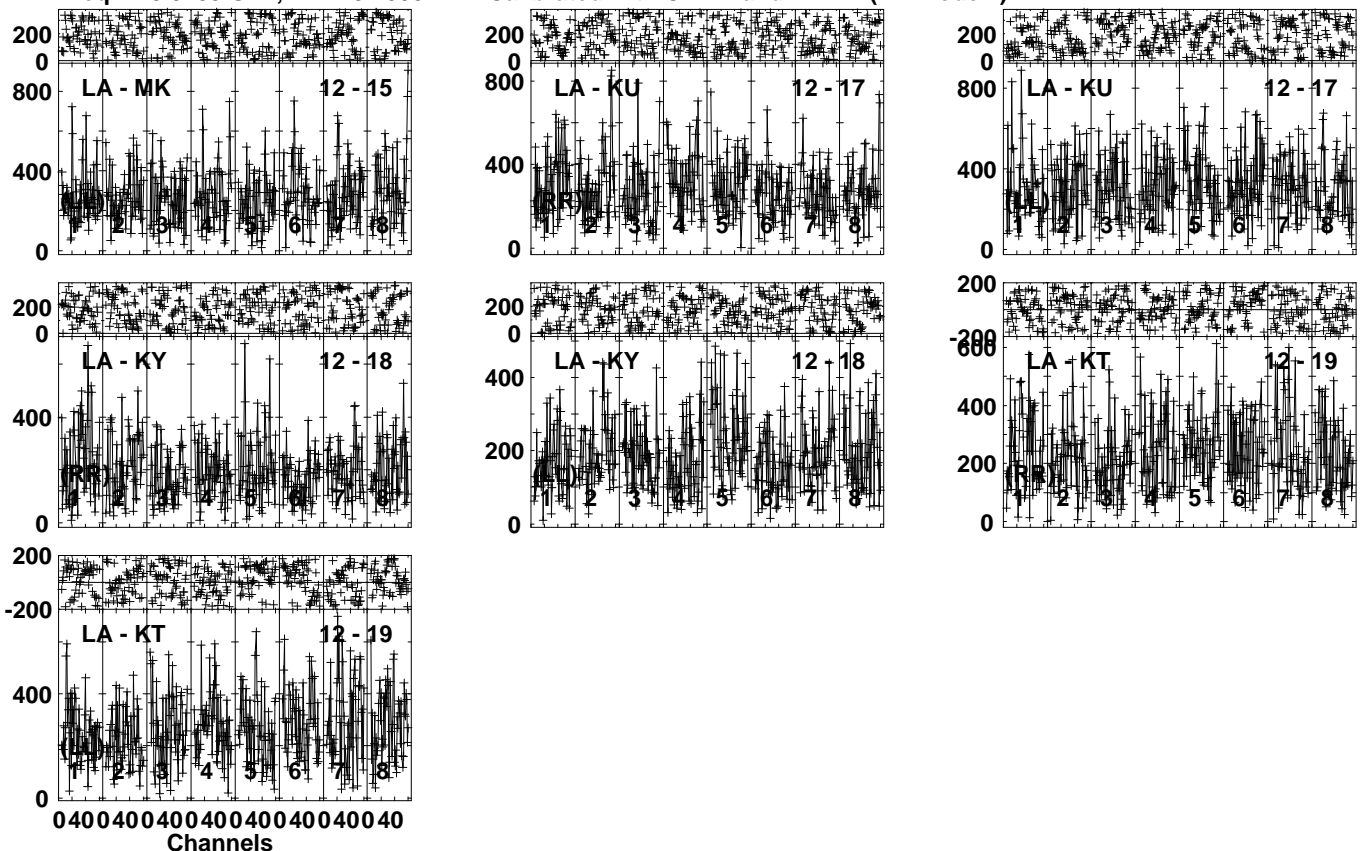 200 200 200
0 0 0
LA - MK 12 - 15 LA - KU 12 - 17 LA - KU 12 - 17
800 800 800
400 400 400
(RR) (LL)
1 2 3 4 5 6 7 8 1 2 3 4 5 6 7 8 1 2 3 4 5 6 7 8
0 0 0
200 200 200
0 0 -200
600
LA - KY 12 - 18 LA - KY 12 - 18 LA - KT 12 - 19
400 400 400
200 200
(RR) (LL) (RR)
1 2 3 4 5 6 7 8 1 2 3 4 5 6 7 8 1 2 3 4 5 6 7 8
0 0 0
200
-200
LA - KT 12 - 19
400
(LL)
1 2 3 4 5 6 7 8
0
0 40 0 40 0 40 0 40 0 40 0 40 0 40 0 40
Channels